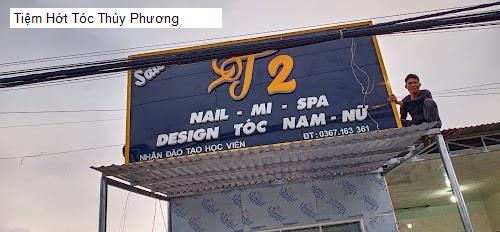 Tiệm Hớt Tóc Thùy Phương
T 2
NAIL - MI - SPA
DESIGN TÓC NAM - NỮ
NHẬN ĐÀO TẠO HỌC VIÊN ĐT: 0367.163 361